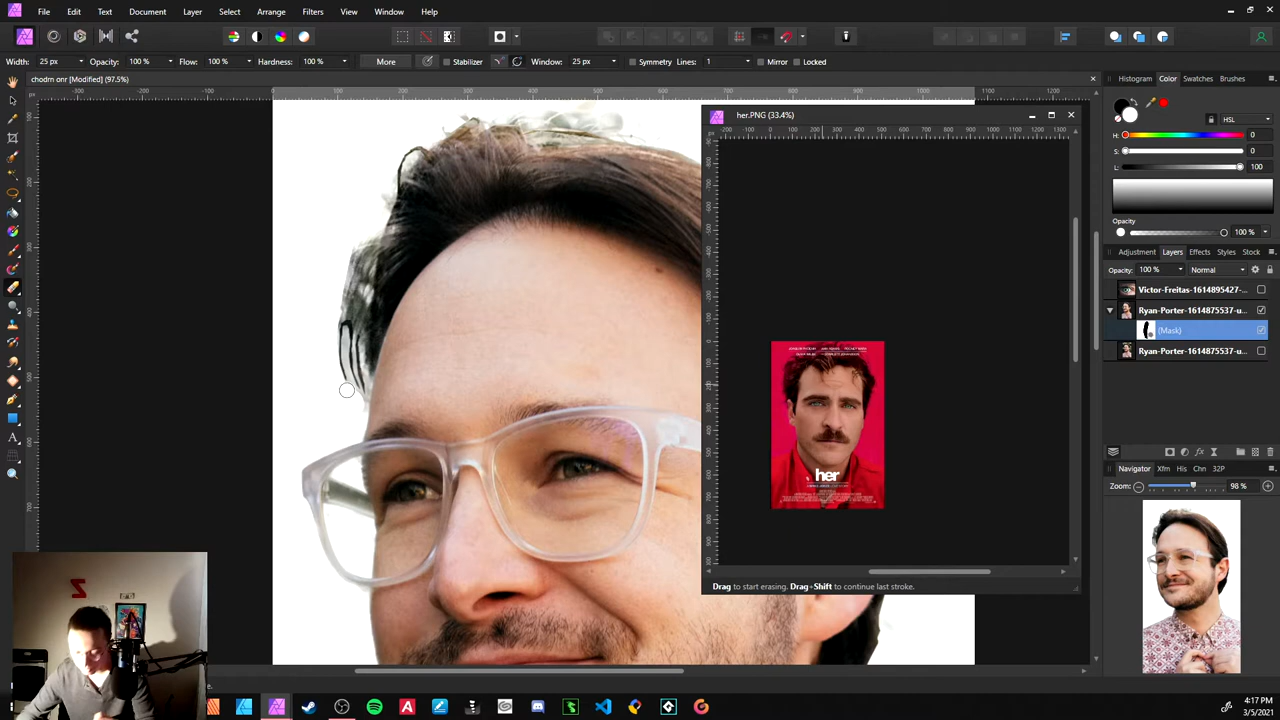 File Edit Text Document Layer Select Arrange Filters View Window Help
Width: 25 px Opacity: 100 % Flow: 100 % Hardness: 100 % More Stabilizer Window: 25 px Symmetry Lines: 1 Mirror Locked
chodrn onr [Modified] (97.5%)
her.PNG (33.4%)
her
Drag to start erasing. Drag+Shift to continue last stroke.
Histogram Color Swatches Brushes
HSL
H: 0
S: 0
L: 100
Opacity
100 %
Adjustment Layers Effects Styles Stock
Opacity: 100 % Normal
Victor-Freitas-1614895427-...
Ryan-Porter-1614875537-u...
(Mask)
Ryan-Porter-1614875537-u...
Navigator Xfm His Chn 32P
Zoom: 98 %
4:17 PM
3/5/2021